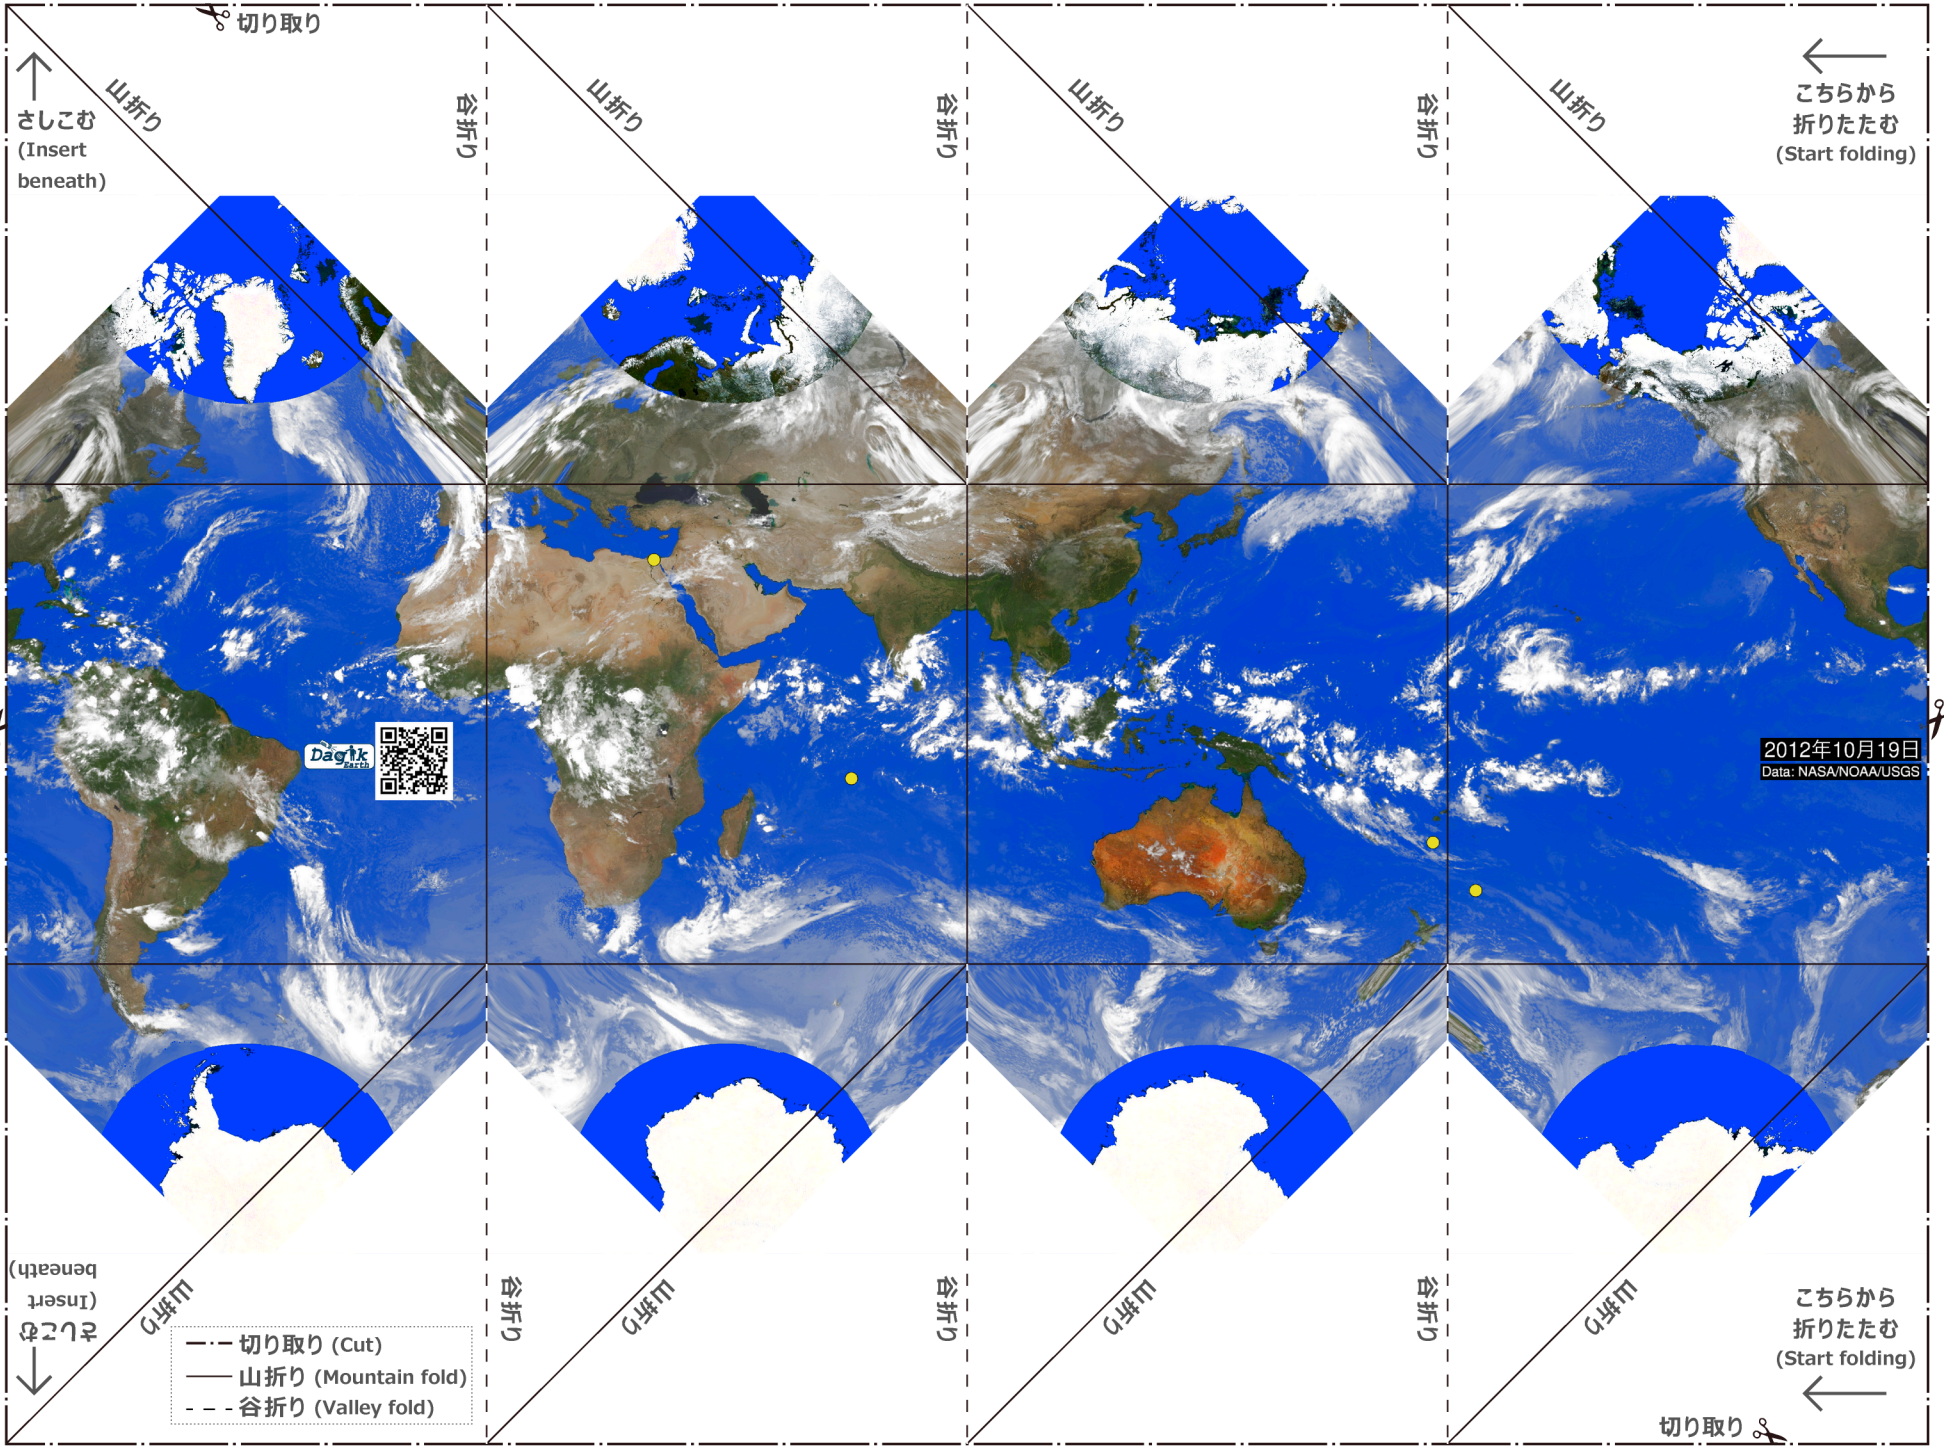 切り取り
山折り
谷折り
山折り
谷折り
山折り
谷折り
山折り
さしこむ
(Insert
beneath)
こちらから
折りたたむ
(Start folding)
Dagik
Earth
2012年10月19日
Data: NASA/NOAA/USGS
さしこむ
(Insert
beneath)
山折り
谷折り
山折り
谷折り
山折り
谷折り
山折り
こちらから
折りたたむ
(Start folding)
切り取り (Cut)
山折り (Mountain fold)
谷折り (Valley fold)
切り取り